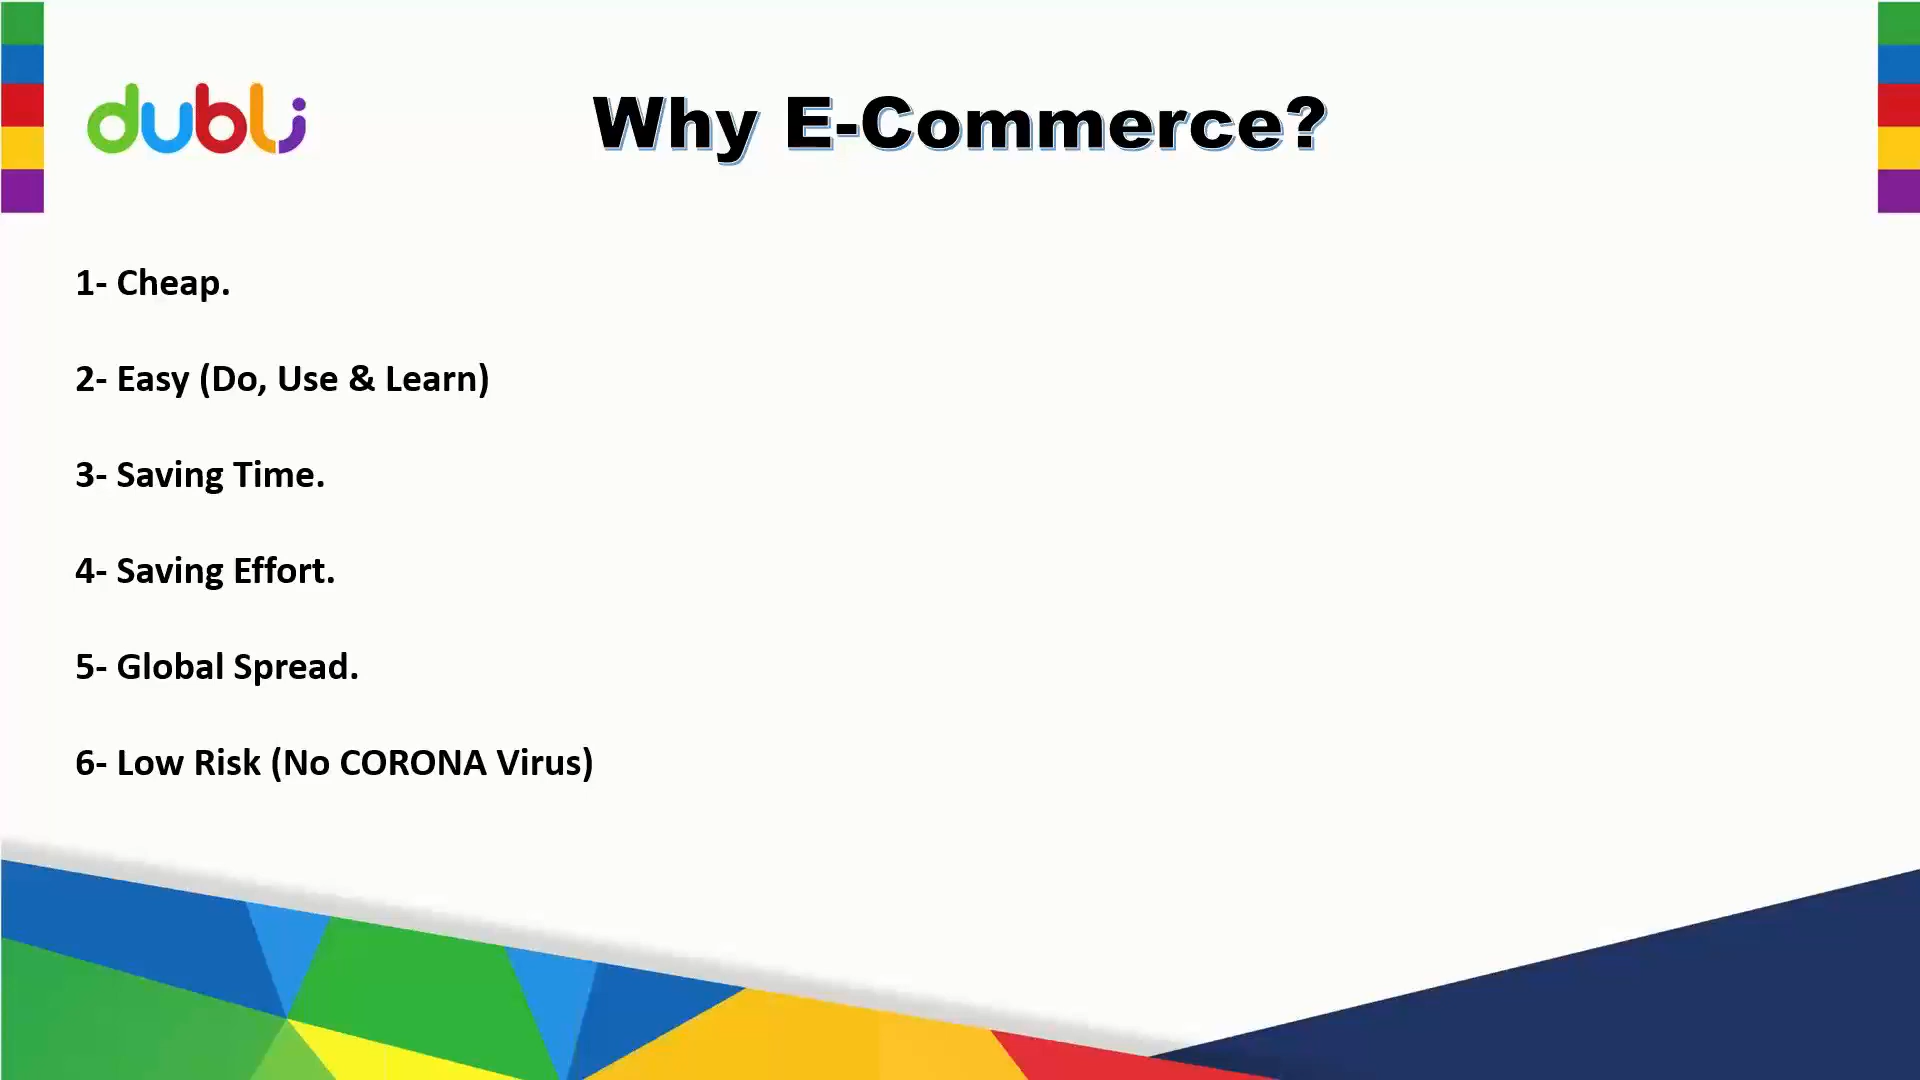 dubli
Why E-Commerce?
1- Cheap.
2- Easy (Do, Use & Learn)
3- Saving Time.
4- Saving Effort.
5- Global Spread.
6- Low Risk (No CORONA Virus)